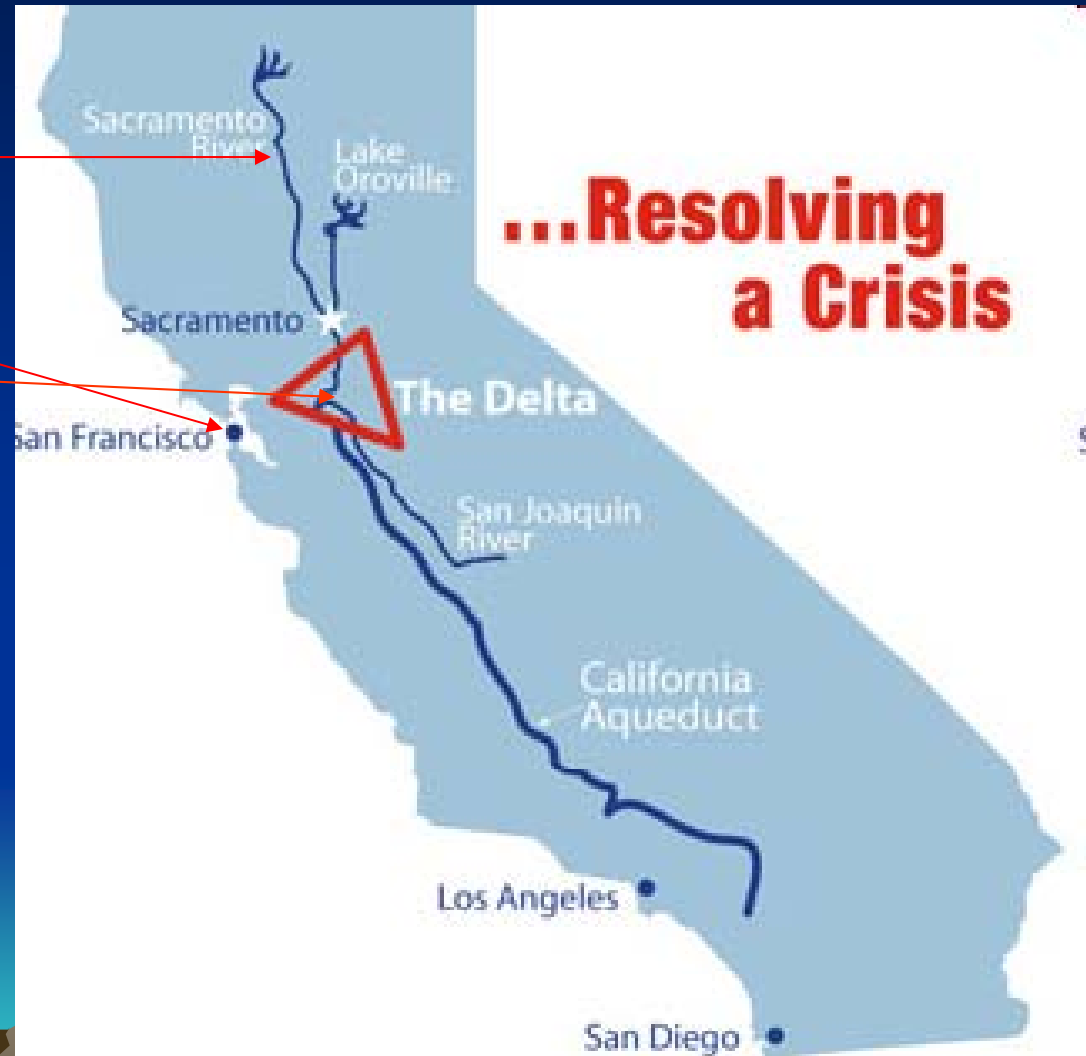 Sacramento
River
Lake
Oroville
...Resolving
a Crisis
Sacramento
The Delta
San Francisco
San Joaquin
River
California
Aqueduct
Los Angeles
San Diego